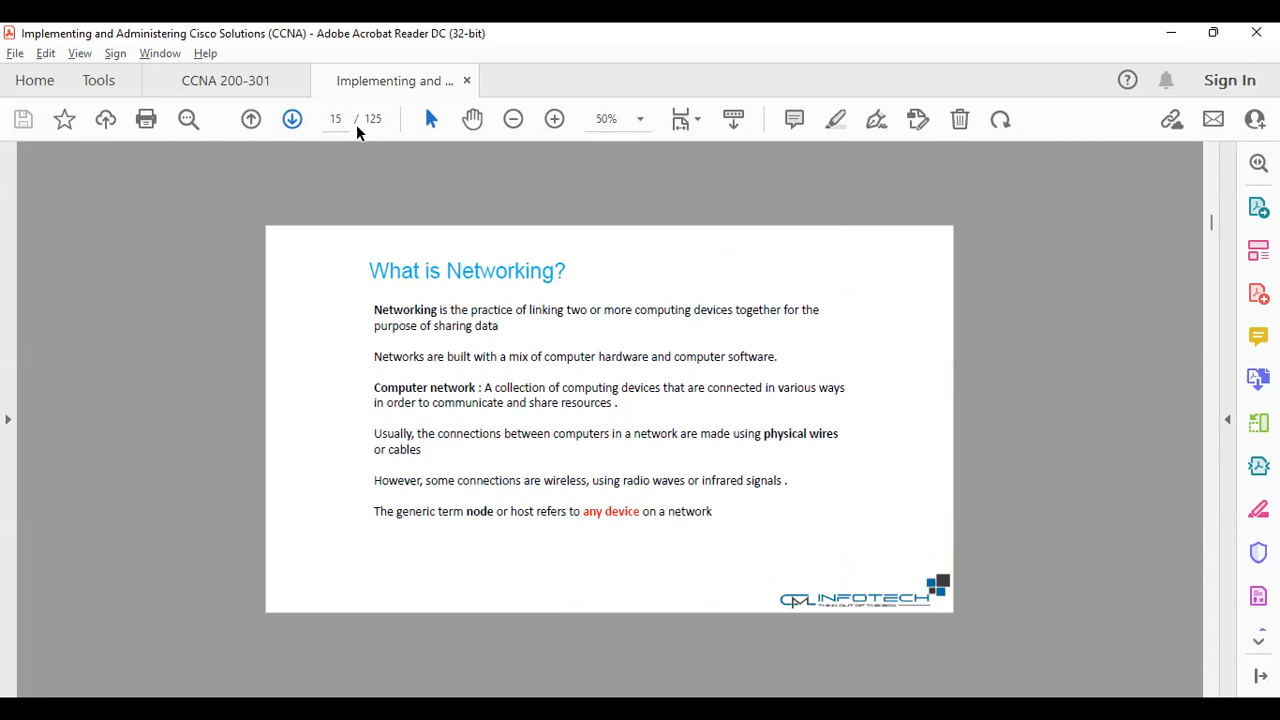 Implementing and Administering Cisco Solutions (CCNA) - Adobe Acrobat Reader DC (32-bit)
File Edit View Sign Window Help
Home Tools CCNA 200-301 Implementing and ... × Sign In
15 / 125 50%
What is Networking?
Networking is the practice of linking two or more computing devices together for the
purpose of sharing data
Networks are built with a mix of computer hardware and computer software.
Computer network : A collection of computing devices that are connected in various ways
in order to communicate and share resources .
Usually, the connections between computers in a network are made using physical wires
or cables
However, some connections are wireless, using radio waves or infrared signals .
The generic term node or host refers to any device on a network
INFOTECH
THINK OUT OF THE BOX